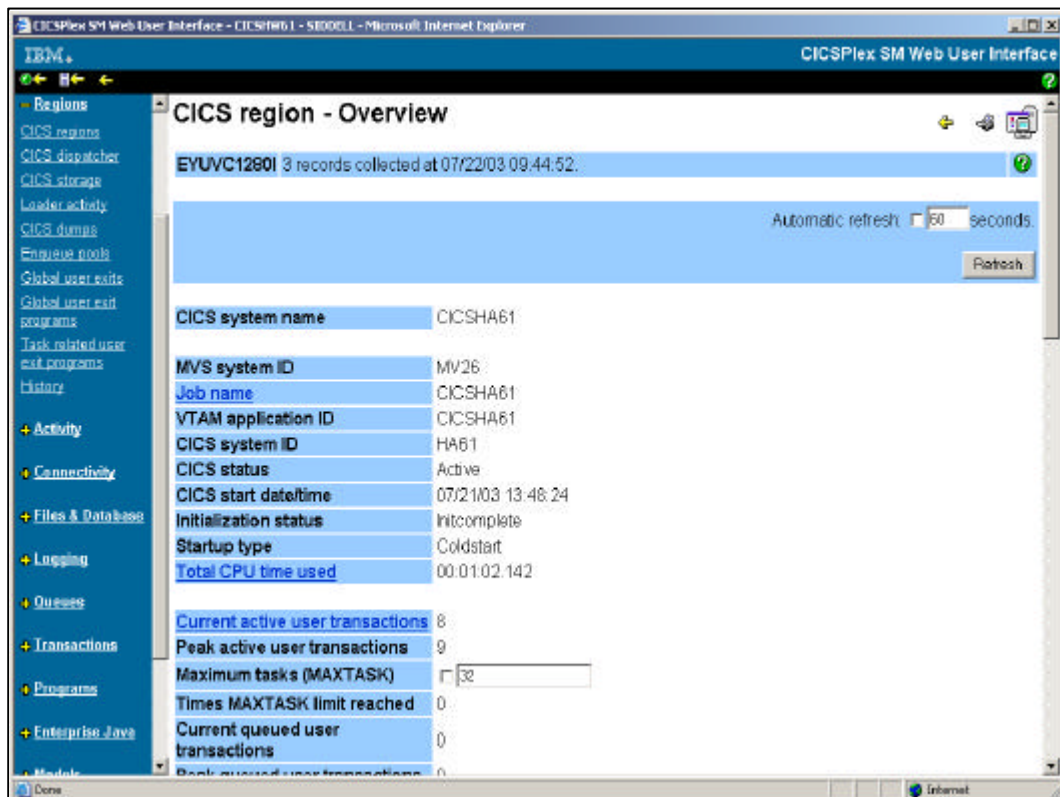 CICSPlex SM Web User Interface - CICSHA61 - SIDDELL - Microsoft Internet Explorer
IBM.
CICSPlex SM Web User Interface
Regions
CICS regions
CICS dispatcher
CICS storage
Loader activity
CICS dumps
Enqueue pools
Global user exits
Global user exit
programs
Task related user
exit programs
History
Activity
Connectivity
Files & Database
Logging
Queues
Transactions
Programs
Enterprise Java
Models
CICS region - Overview
EYUVC1280I 3 records collected at 07/22/03 09:44:52.
Automatic refresh: 60 seconds.
Refresh
CICS system name CICSHA61
MVS system ID MV26
Job name CICSHA61
VTAM application ID CICSHA61
CICS system ID HA61
CICS status Active
CICS start date/time 07/21/03 13:48:24
Initialization status Initcomplete
Startup type Coldstart
Total CPU time used 00:01:02.142
Current active user transactions 8
Peak active user transactions 9
Maximum tasks (MAXTASK) 32
Times MAXTASK limit reached 0
Current queued user
transactions 0
Peak queued user transactions 0
Done
Internet